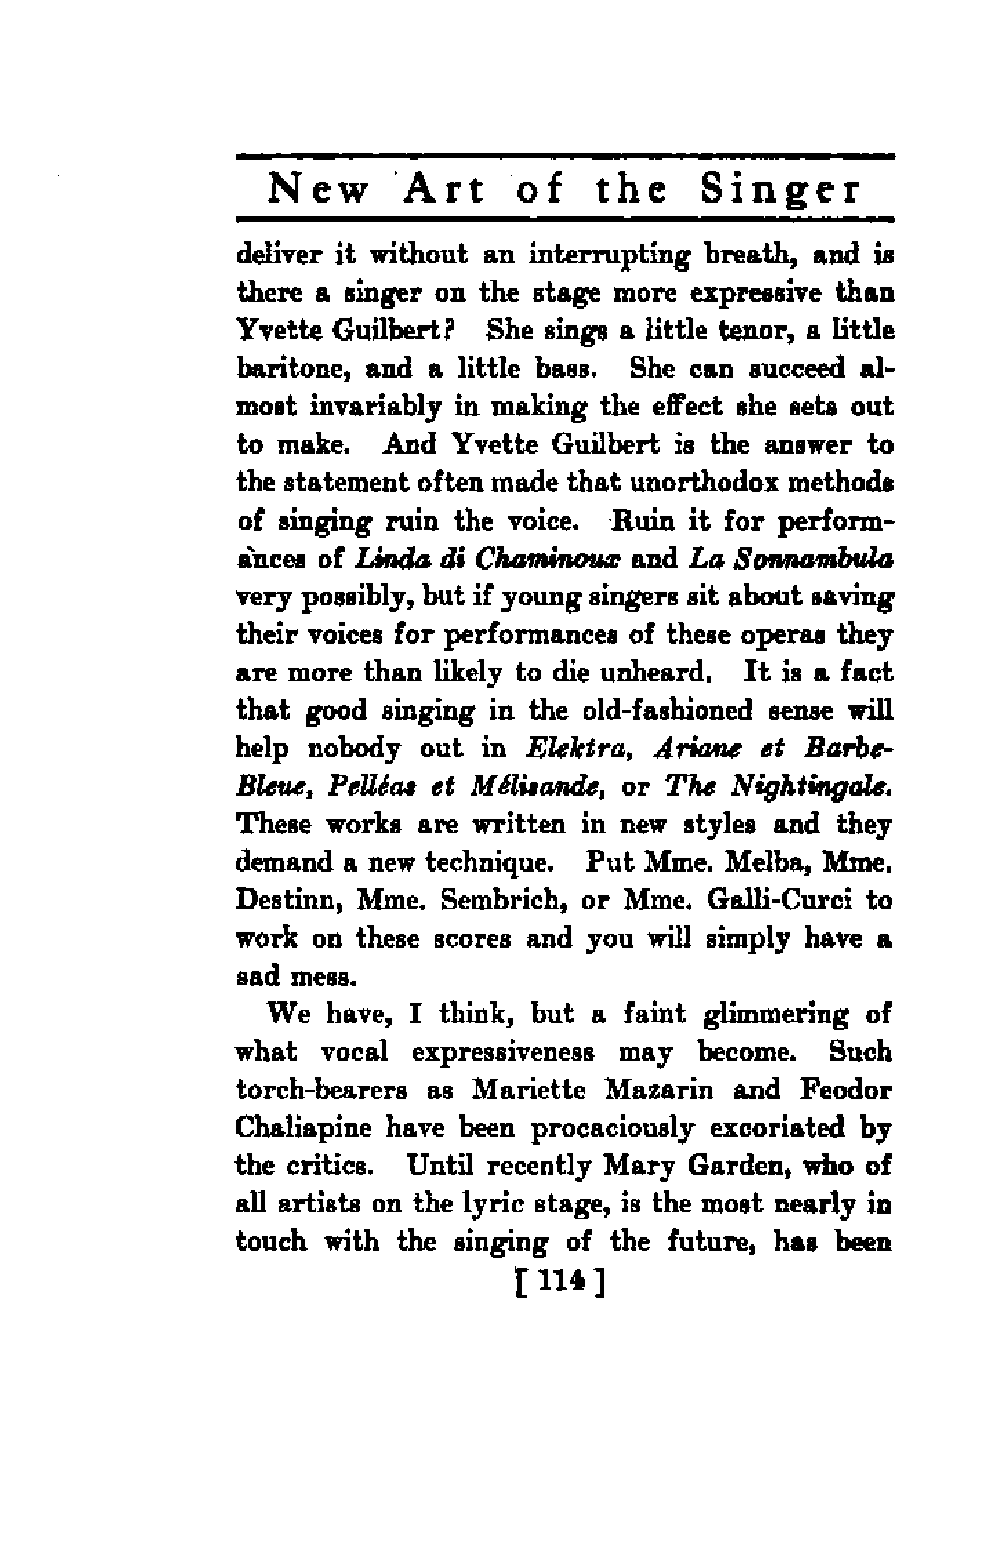 New Art of the Singer
deliver it without an interrupting breath, and is
there a singer on the stage more expressive than
Yvette Guilbert? She sings a little tenor, a little
baritone, and a little bass. She can succeed al-
most invariably in making the effect she sets out
to make. And Yvette Guilbert is the answer to
the statement often made that unorthodox methods
of singing ruin the voice. Ruin it for perform-
ances of Linda di Chaminoux and La Sonnambula
very possibly, but if young singers sit about saving
their voices for performances of these operas they
are more than likely to die unheard. It is a fact
that good singing in the old-fashioned sense will
help nobody out in Elektra, Ariane et Barbe-
Bleue, Pelléas et Mélisande, or The Nightingale.
These works are written in new styles and they
demand a new technique. Put Mme. Melba, Mme.
Destinn, Mme. Sembrich, or Mme. Galli-Curci to
work on these scores and you will simply have a
sad mess.
We have, I think, but a faint glimmering of
what vocal expressiveness may become. Such
torch-bearers as Mariette Mazarin and Feodor
Chaliapine have been procaciously excoriated by
the critics. Until recently Mary Garden, who of
all artists on the lyric stage, is the most nearly in
touch with the singing of the future, has been
[ 114 ]